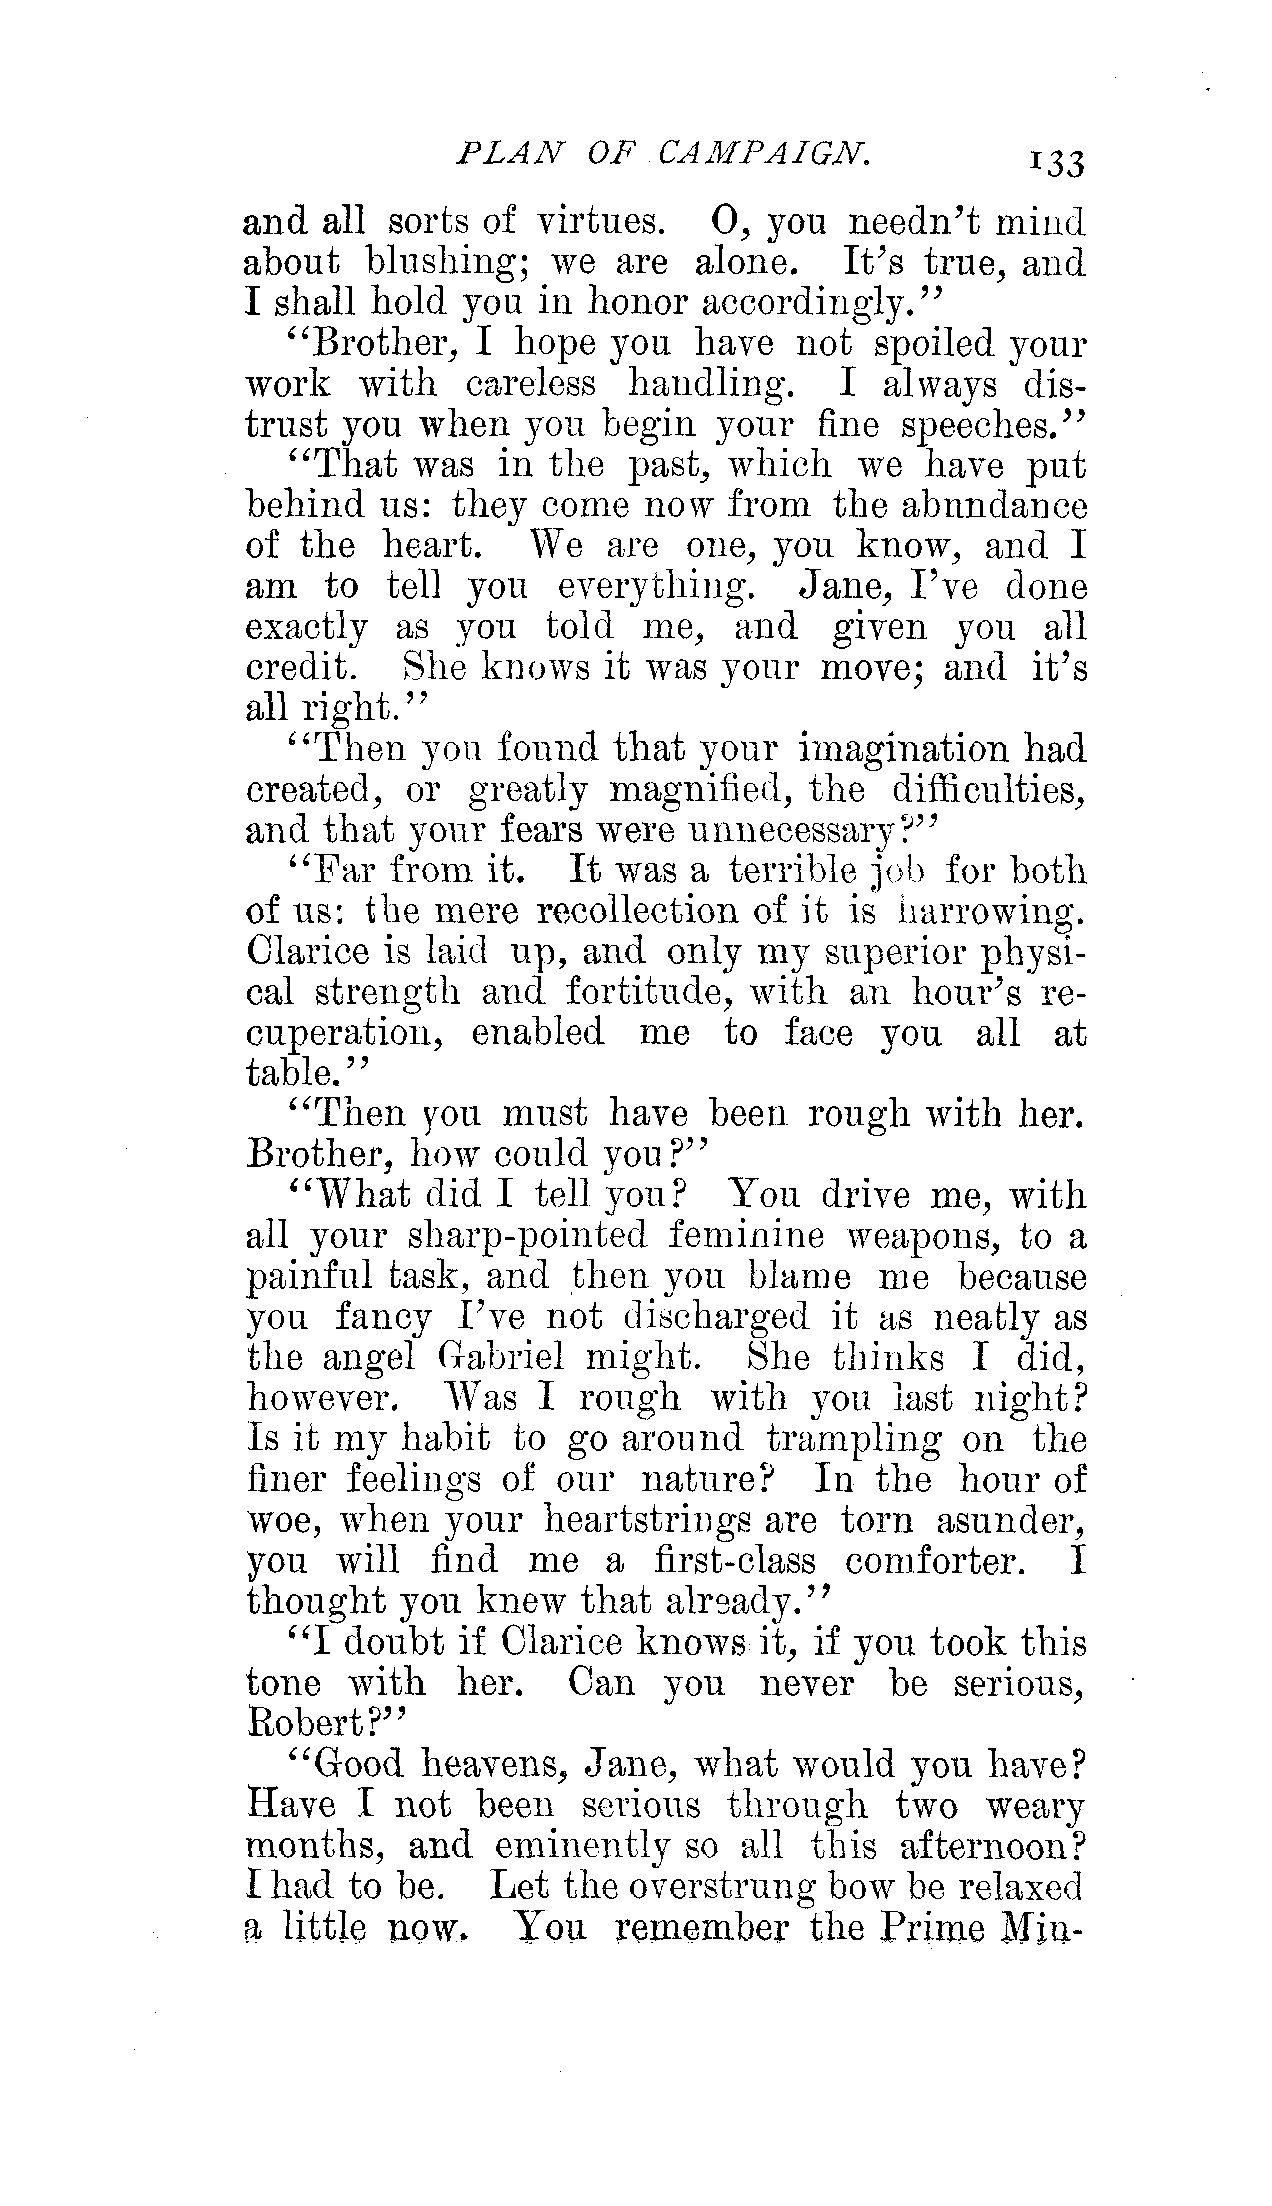 PLAN OF CAMPAIGN. 133
and all sorts of virtues. O, you needn't mind
about blushing; we are alone. It's true, and
I shall hold you in honor accordingly."
"Brother, I hope you have not spoiled your
work with careless handling. I always dis-
trust you when you begin your fine speeches."
"That was in the past, which we have put
behind us: they come now from the abundance
of the heart. We are one, you know, and I
am to tell you everything. Jane, I've done
exactly as you told me, and given you all
credit. She knows it was your move; and it's
all right."
"Then you found that your imagination had
created, or greatly magnified, the difficulties,
and that your fears were unnecessary?"
"Far from it. It was a terrible job for both
of us: the mere recollection of it is harrowing.
Clarice is laid up, and only my superior physi-
cal strength and fortitude, with an hour's re-
cuperation, enabled me to face you all at
table."
"Then you must have been rough with her.
Brother, how could you?"
"What did I tell you? You drive me, with
all your sharp-pointed feminine weapons, to a
painful task, and then you blame me because
you fancy I've not discharged it as neatly as
the angel Gabriel might. She thinks I did,
however. Was I rough with you last night?
Is it my habit to go around trampling on the
finer feelings of our nature? In the hour of
woe, when your heartstrings are torn asunder,
you will find me a first-class comforter. I
thought you knew that already."
"I doubt if Clarice knows it, if you took this
tone with her. Can you never be serious,
Robert?"
"Good heavens, Jane, what would you have?
Have I not been serious through two weary
months, and eminently so all this afternoon?
I had to be. Let the overstrung bow be relaxed
a little now. You remember the Prime Min-